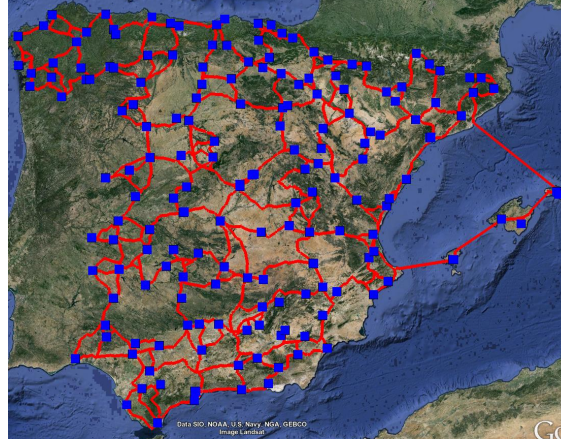 Data SIO, NOAA, U.S. Navy, NGA, GEBCO
Image Landsat